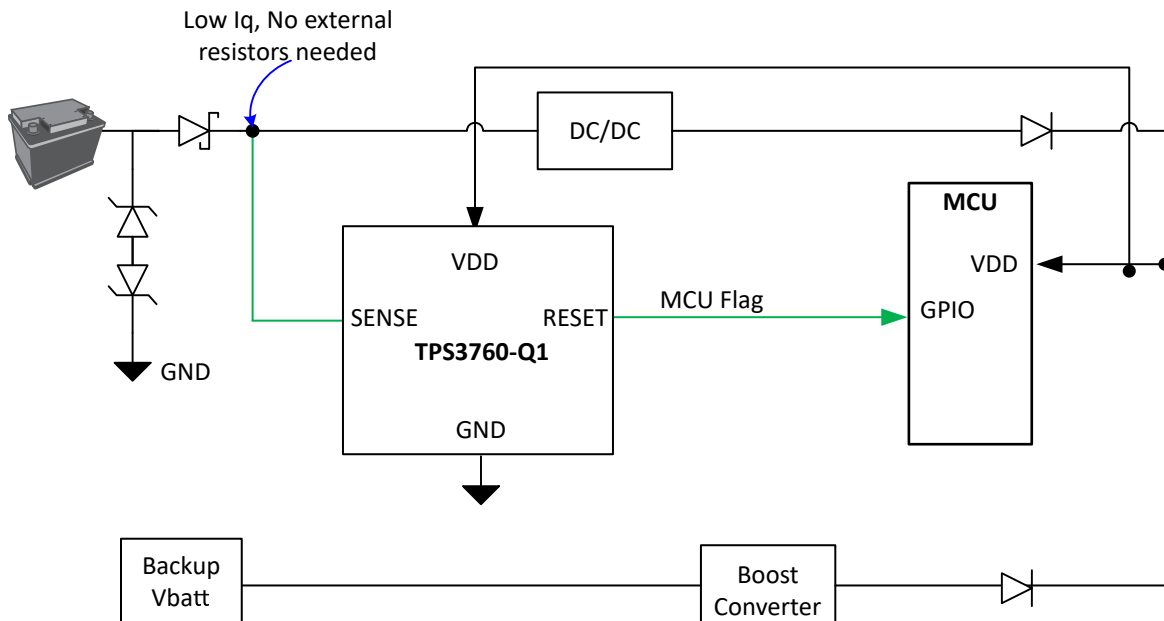 Low Iq, No external
resistors needed
DC/DC
MCU
VDD
VDD
SENSE
RESET
MCU Flag
GPIO
TPS3760-Q1
GND
GND
Backup
Vbatt
Boost
Converter